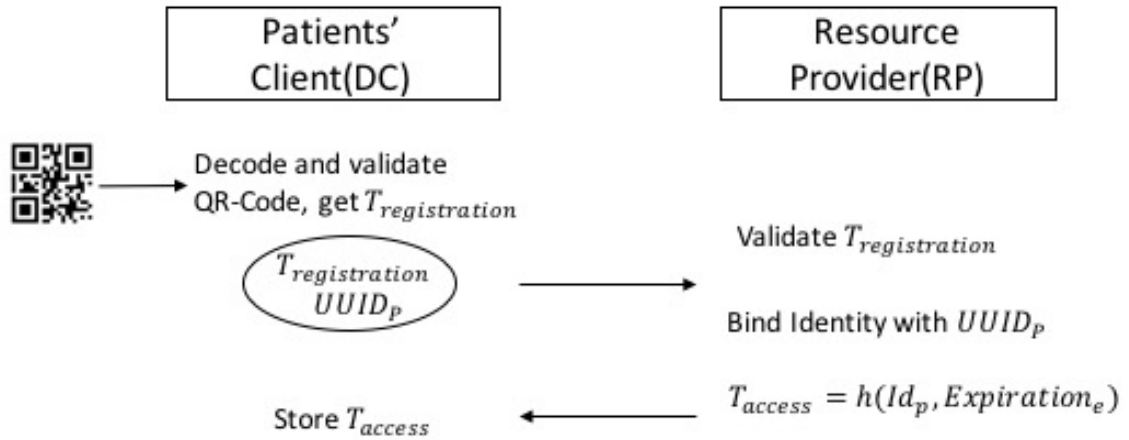 Patients’
Client(DC)
Resource
Provider(RP)
Decode and validate
QR-Code, get T_registration
Validate T_registration
T_registration
UUID_P
Bind Identity with UUID_P
T_access = h(Id_p, Expiration_e)
Store T_access